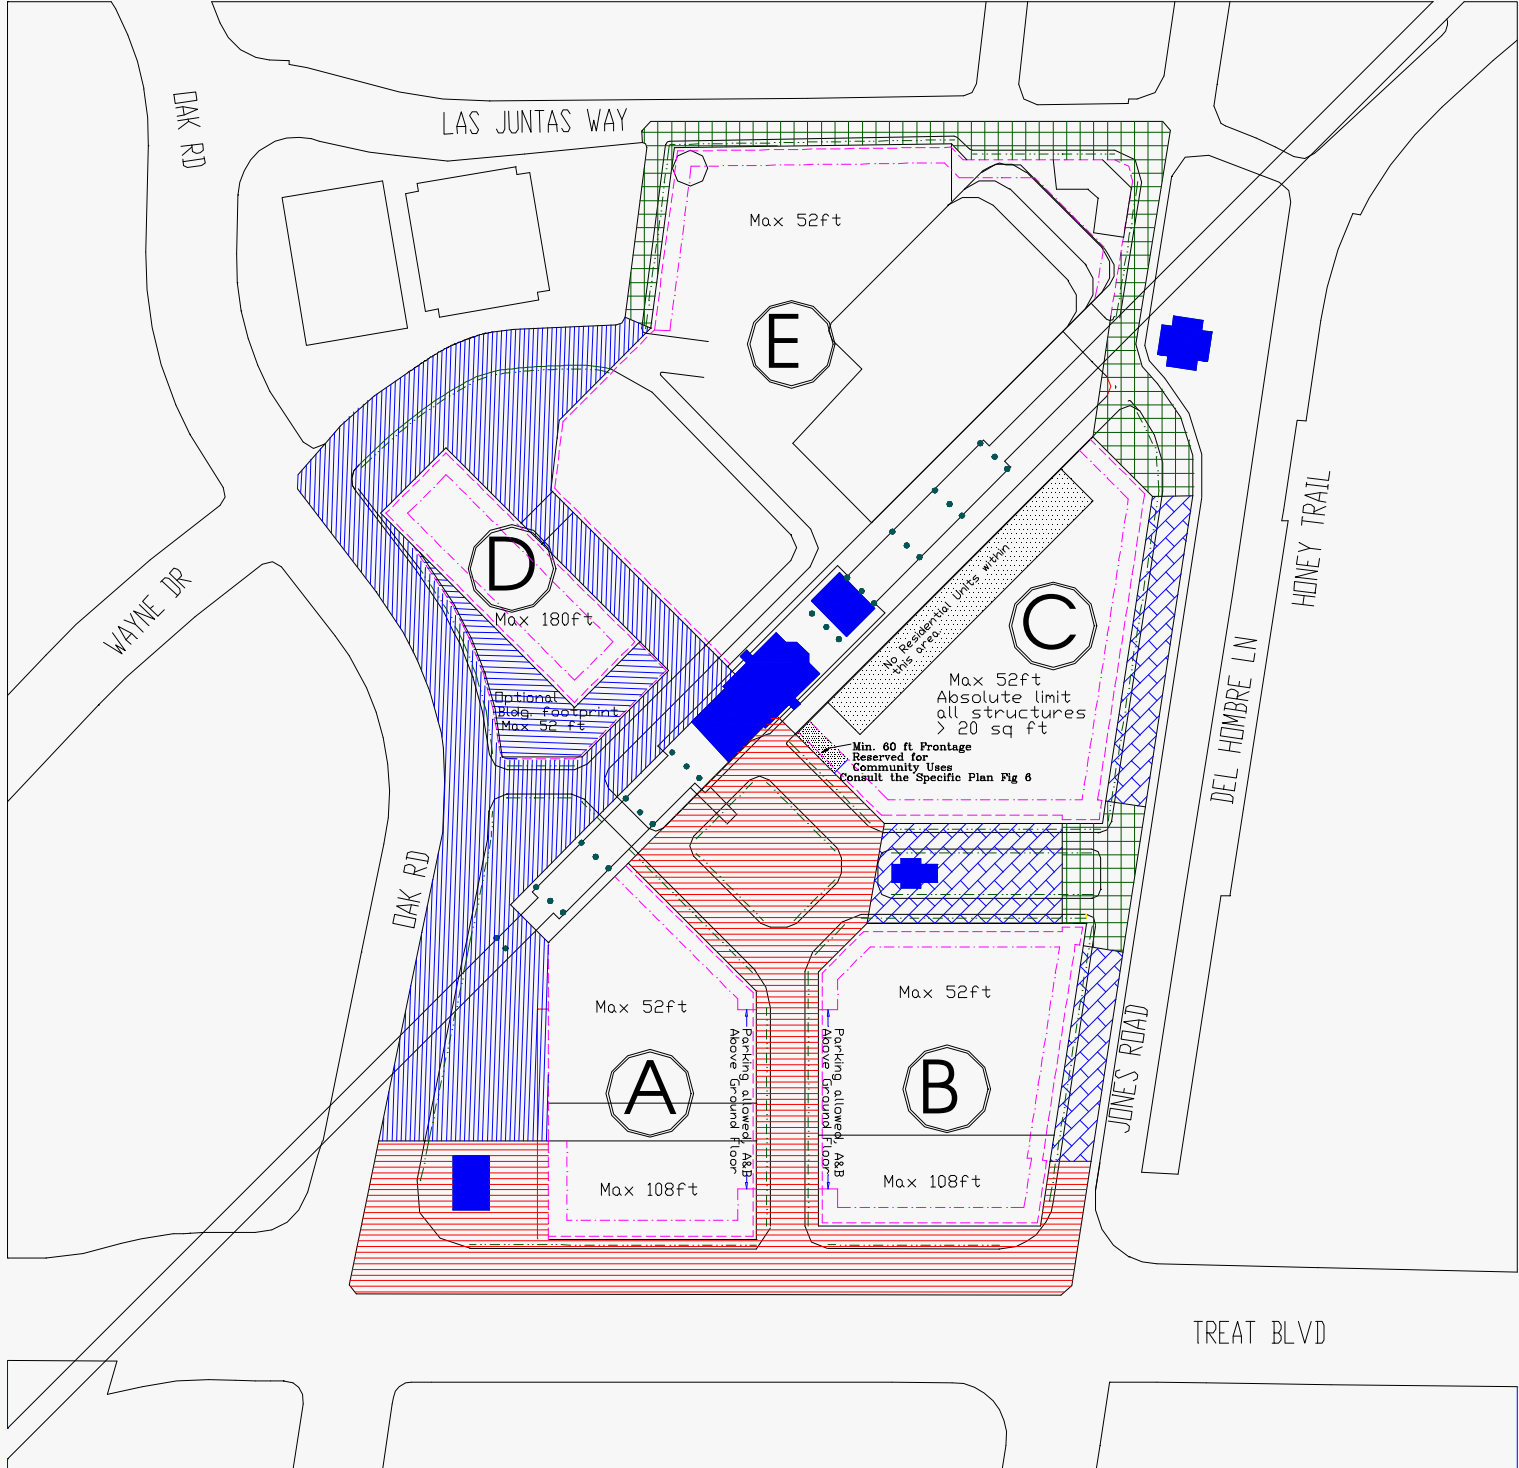 OAK RD
LAS JUNTAS WAY
Max 52ft
E
HONEY TRAIL
D
Max 180ft
WAYNE DR
No Residential Units within
this area
C
Max 52ft
Absolute limit
all structures
> 20 sq ft
Optional
Bldg. footprint
Max 52 ft
Min. 60 ft Frontage
Reserved for
Community Uses
Consult the Specific Plan Fig 6
DEL HOMBRE LN
OAK RD
Max 52ft
Max 52ft
Parking allowed, A&B
Above Ground Floor
Parking allowed, A&B
Above Ground Floor
JONES ROAD
A
B
Max 108ft
Max 108ft
TREAT BLVD